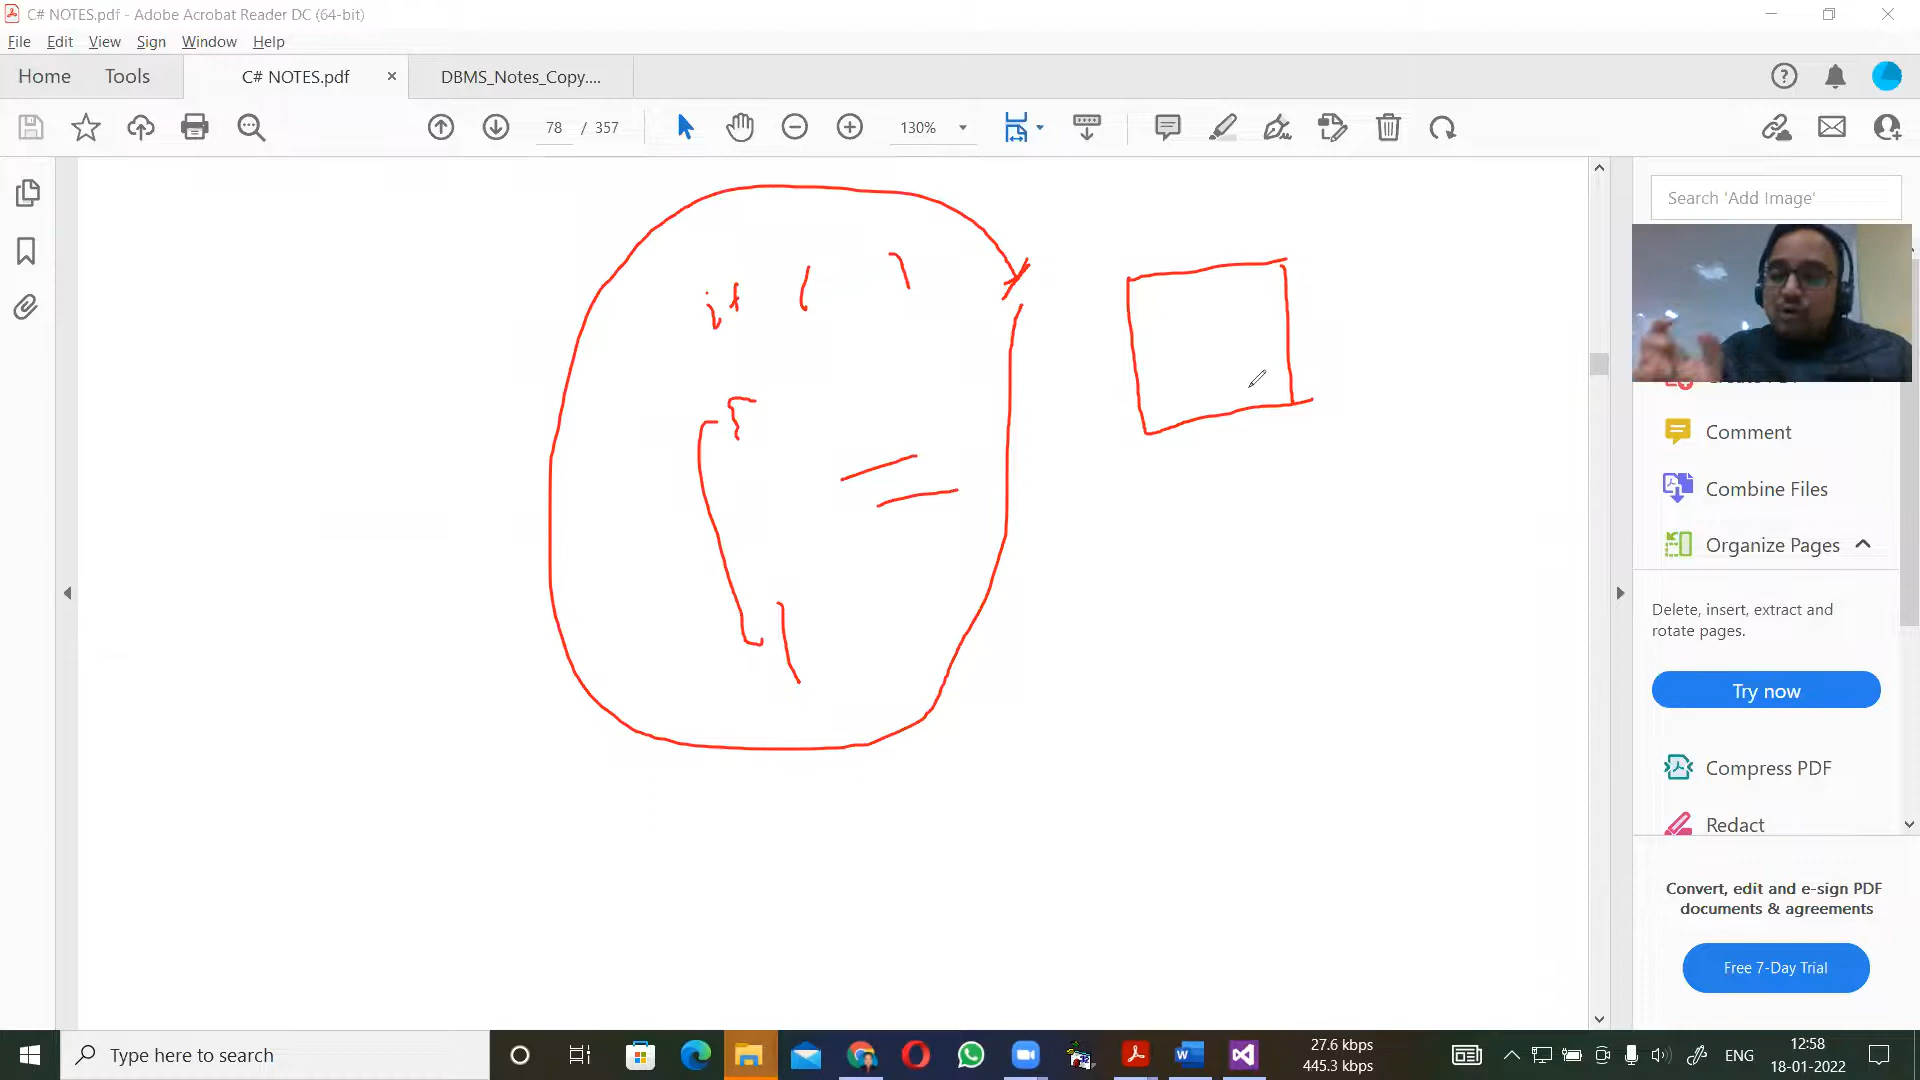 C# NOTES.pdf - Adobe Acrobat Reader DC (64-bit)
File Edit View Sign Window Help
Home Tools C# NOTES.pdf × DBMS_Notes_Copy....
78 / 357 130%
Search 'Add Image'
if ( )
{
Comment
Combine Files
Organize Pages
Delete, insert, extract and
rotate pages.
Try now
Compress PDF
Redact
Convert, edit and e-sign PDF
documents & agreements
Free 7-Day Trial
Type here to search
27.6 kbps
445.3 kbps
ENG
12:58
18-01-2022